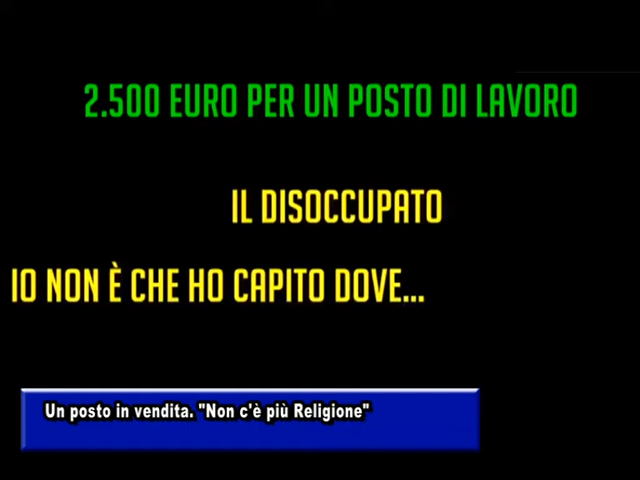 2.500 EURO PER UN POSTO DI LAVORO
IL DISOCCUPATO
IO NON È CHE HO CAPITO DOVE...
Un posto in vendita. "Non c'è più Religione"